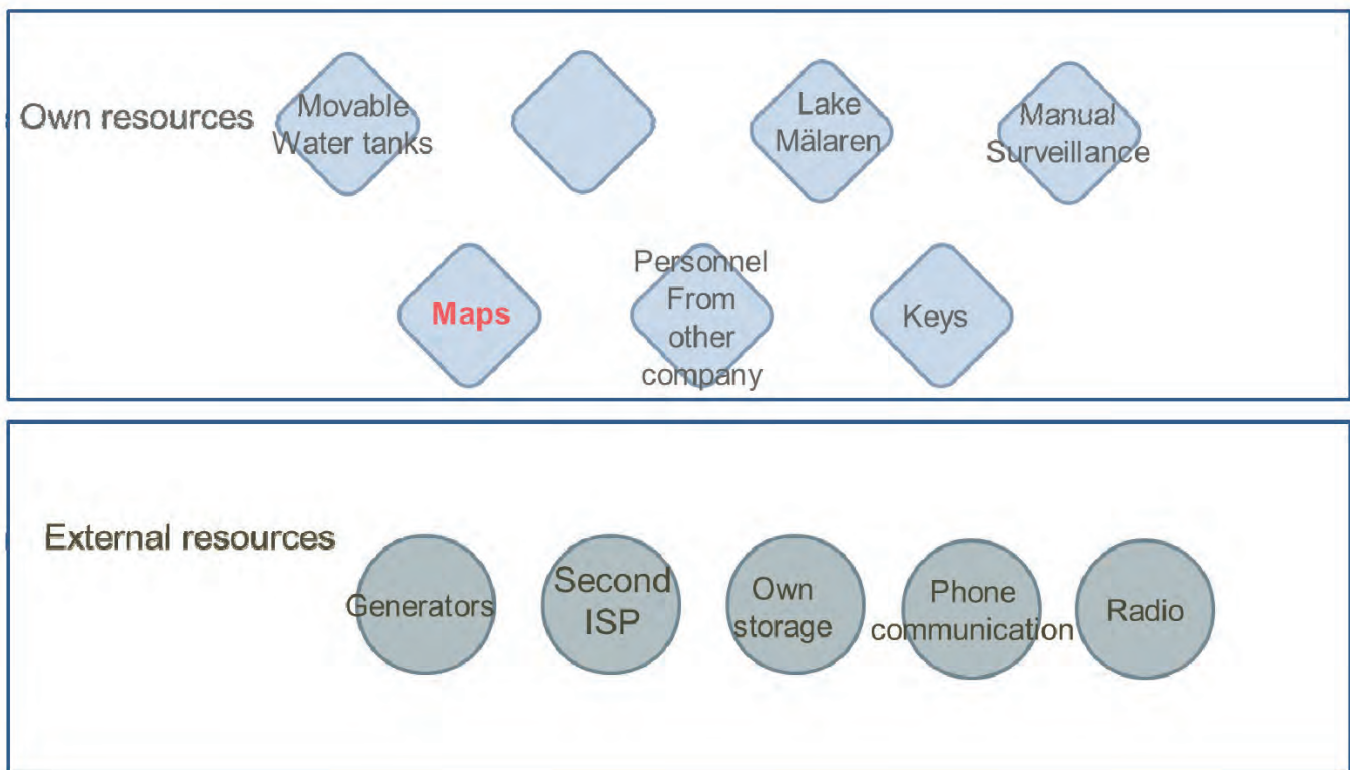 Own resources
Movable
Water tanks
Lake
Mälaren
Manual
Surveillance
Maps
Personnel
From
other
company
Keys
External resources
Generators
Second
ISP
Own
storage
Phone
communication
Radio